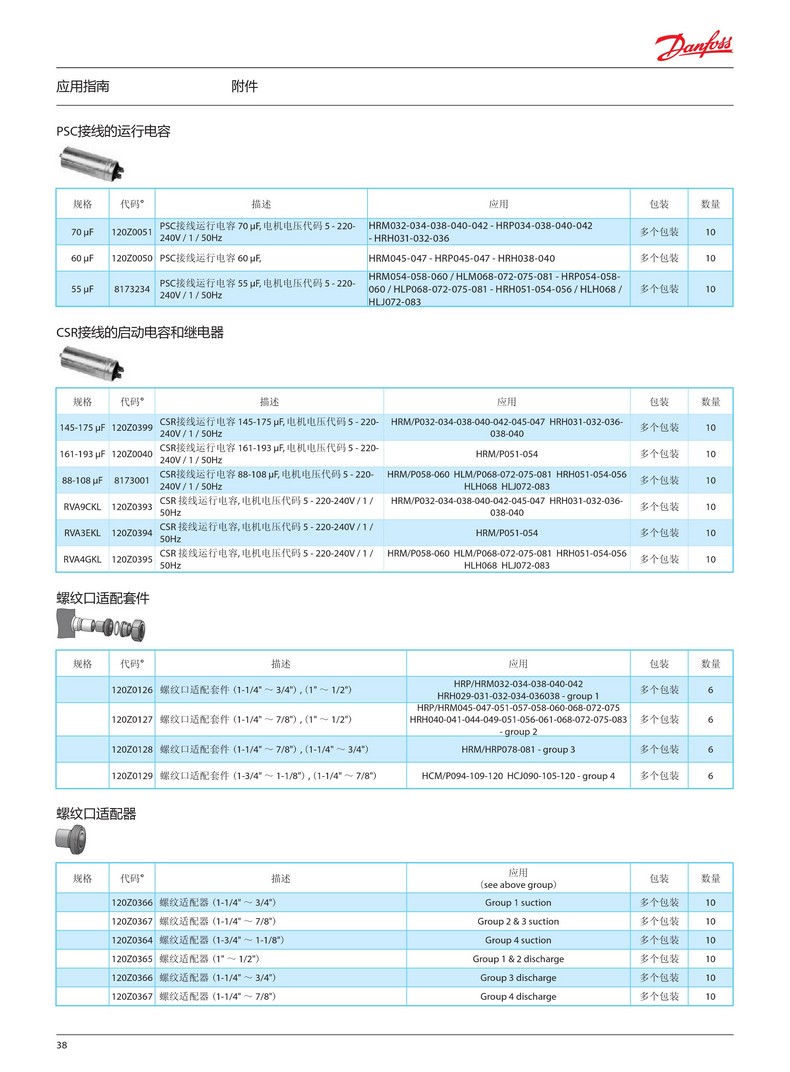 Danfoss
应用指南 附件
PSC接线的运行电容
规格 代码° 描述 应用 包装 数量
70 µF 120Z0051 PSC接线运行电容 70 µF, 电机电压代码 5 - 220-
240V / 1 / 50Hz HRM032-034-038-040-042 - HRP034-038-040-042
- HRH031-032-036 多个包装 10
60 µF 120Z0050 PSC接线运行电容 60 µF, HRM045-047 - HRP045-047 - HRH038-040 多个包装 10
55 µF 8173234 PSC接线运行电容 55 µF, 电机电压代码 5 - 220-
240V / 1 / 50Hz HRM054-058-060 / HLM068-072-075-081 - HRP054-058-
060 / HLP068-072-075-081 - HRH051-054-056 / HLH068 /
HLJ072-083 多个包装 10
CSR接线的启动电容和继电器
规格 代码° 描述 应用 包装 数量
145-175 µF 120Z0399 CSR接线运行电容 145-175 µF, 电机电压代码 5 - 220-
240V / 1 / 50Hz HRM/P032-034-038-040-042-045-047 HRH031-032-036-
038-040 多个包装 10
161-193 µF 120Z0040 CSR接线运行电容 161-193 µF, 电机电压代码 5 - 220-
240V / 1 / 50Hz HRM/P051-054 多个包装 10
88-108 µF 8173001 CSR接线运行电容 88-108 µF, 电机电压代码 5 - 220-
240V / 1 / 50Hz HRM/P058-060 HLM/P068-072-075-081 HRH051-054-056
HLH068 HLJ072-083 多个包装 10
RVA9CKL 120Z0393 CSR 接线运行电容, 电机电压代码 5 - 220-240V / 1 /
50Hz HRM/P032-034-038-040-042-045-047 HRH031-032-036-
038-040 多个包装 10
RVA3EKL 120Z0394 CSR 接线运行电容, 电机电压代码 5 - 220-240V / 1 /
50Hz HRM/P051-054 多个包装 10
RVA4GKL 120Z0395 CSR 接线运行电容, 电机电压代码 5 - 220-240V / 1 /
50Hz HRM/P058-060 HLM/P068-072-075-081 HRH051-054-056
HLH068 HLJ072-083 多个包装 10
螺纹口适配套件
规格 代码° 描述 应用 包装 数量
120Z0126 螺纹口适配套件 (1-1/4" ～ 3/4") , (1" ～ 1/2") HRP/HRM032-034-038-040-042
HRH029-031-032-034-036038 - group 1 多个包装 6
120Z0127 螺纹口适配套件 (1-1/4" ～ 7/8") , (1" ～ 1/2") HRP/HRM045-047-051-057-058-060-068-072-075
HRH040-041-044-049-051-056-061-068-072-075-083
- group 2 多个包装 6
120Z0128 螺纹口适配套件 (1-1/4" ～ 7/8") , (1-1/4" ～ 3/4") HRM/HRP078-081 - group 3 多个包装 6
120Z0129 螺纹口适配套件 (1-3/4" ～ 1-1/8") , (1-1/4" ～ 7/8") HCM/P094-109-120 HCJ090-105-120 - group 4 多个包装 6
螺纹口适配器
规格 代码° 描述 应用
(see above group) 包装 数量
120Z0366 螺纹适配器 (1-1/4" ～ 3/4") Group 1 suction 多个包装 10
120Z0367 螺纹适配器 (1-1/4" ～ 7/8") Group 2 & 3 suction 多个包装 10
120Z0364 螺纹适配器 (1-3/4" ～ 1-1/8") Group 4 suction 多个包装 10
120Z0365 螺纹适配器 (1" ～ 1/2") Group 1 & 2 discharge 多个包装 10
120Z0366 螺纹适配器 (1-1/4" ～ 3/4") Group 3 discharge 多个包装 10
120Z0367 螺纹适配器 (1-1/4" ～ 7/8") Group 4 discharge 多个包装 10
38